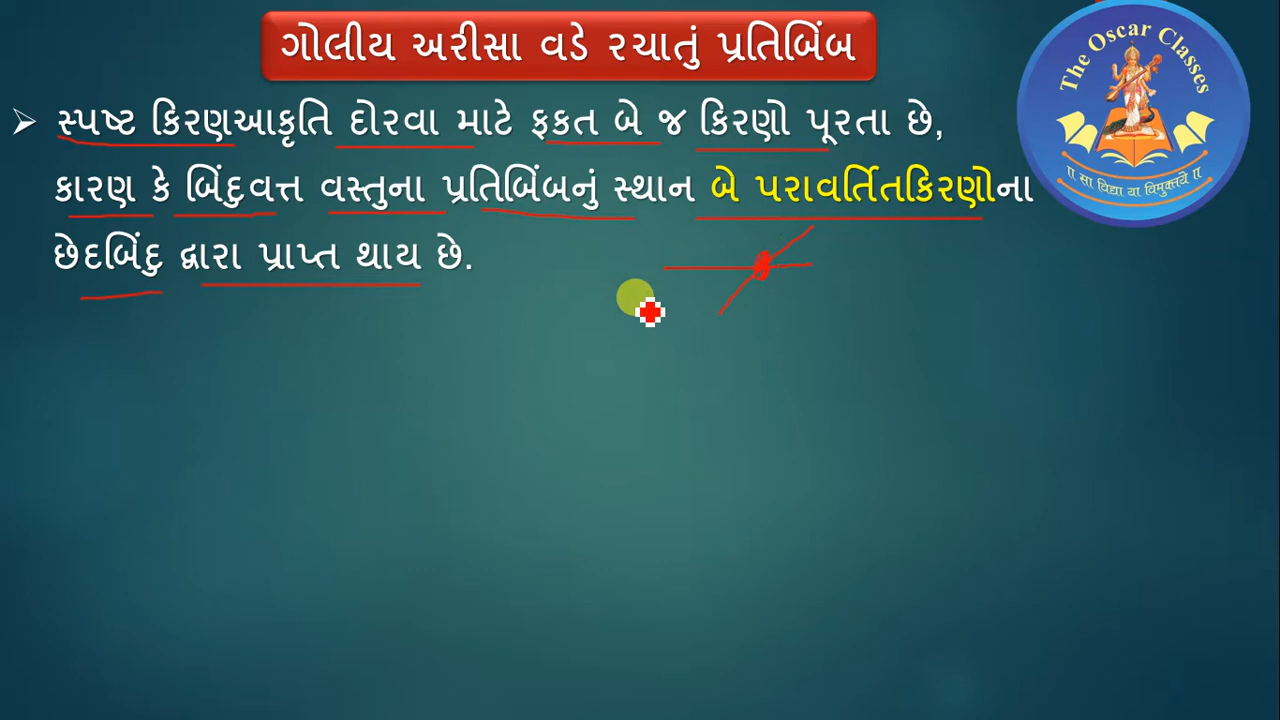 ગોલીય અરીસા વડે રચાતું પ્રતિબિંબ
The Oscar Classes
➢ સ્પષ્ટ કિરણઆકૃતિ દોરવા માટે ફકત બે જ કિરણો પૂરતા છે,
કારણ કે બિંદુવત્ત વસ્તુના પ્રતિબિંબનું સ્થાન બે પરાવર્તિતકિરણોના
છેદબિંદુ દ્વારા પ્રાપ્ત થાય છે.
॥ सा विद्या या विमुक्तये ॥